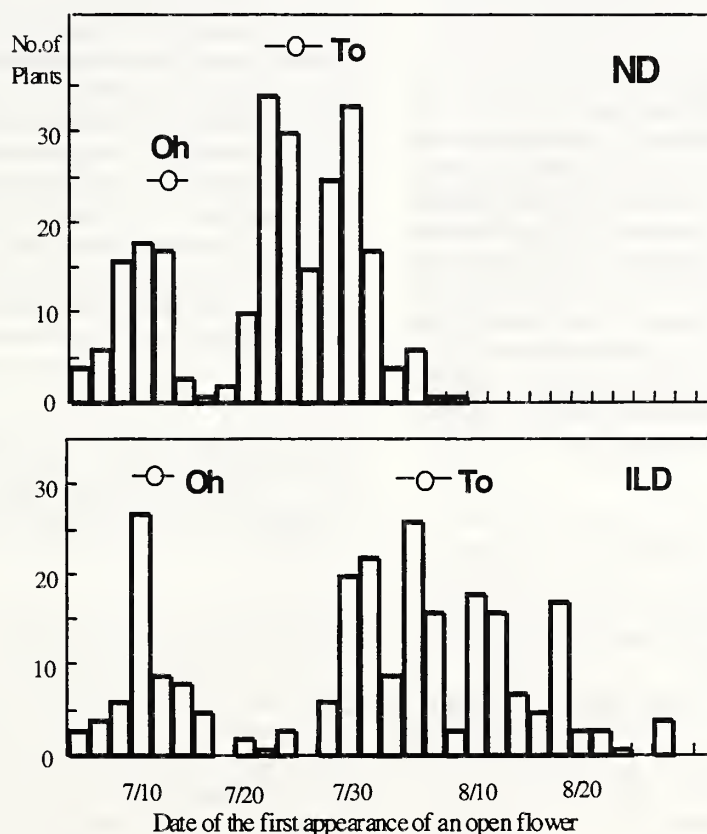 No.of
Plants
To
ND
Oh
30
20
10
0
Oh
To
ILD
30
20
10
0
7/10 7/20 7/30 8/10 8/20
Date of the first appearance of an open flower